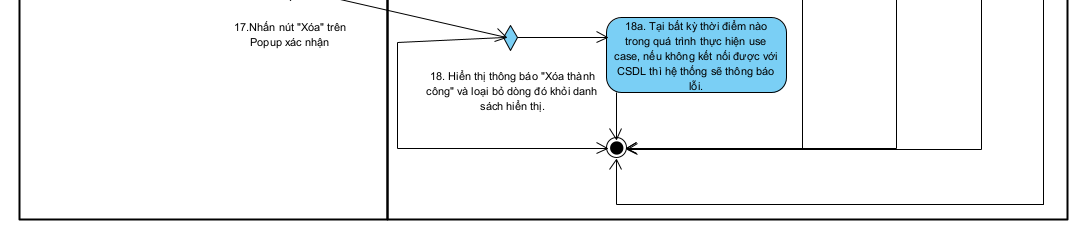 17.Nhấn nút "Xóa" trên
Popup xác nhận
18a. Tại bất kỳ thời điểm nào
trong quá trình thực hiện use
case, nếu không kết nối được với
CSDL thì hệ thống sẽ thông báo
lỗi.
18. Hiển thị thông báo "Xóa thành
công" và loại bỏ dòng đó khỏi danh
sách hiển thị.